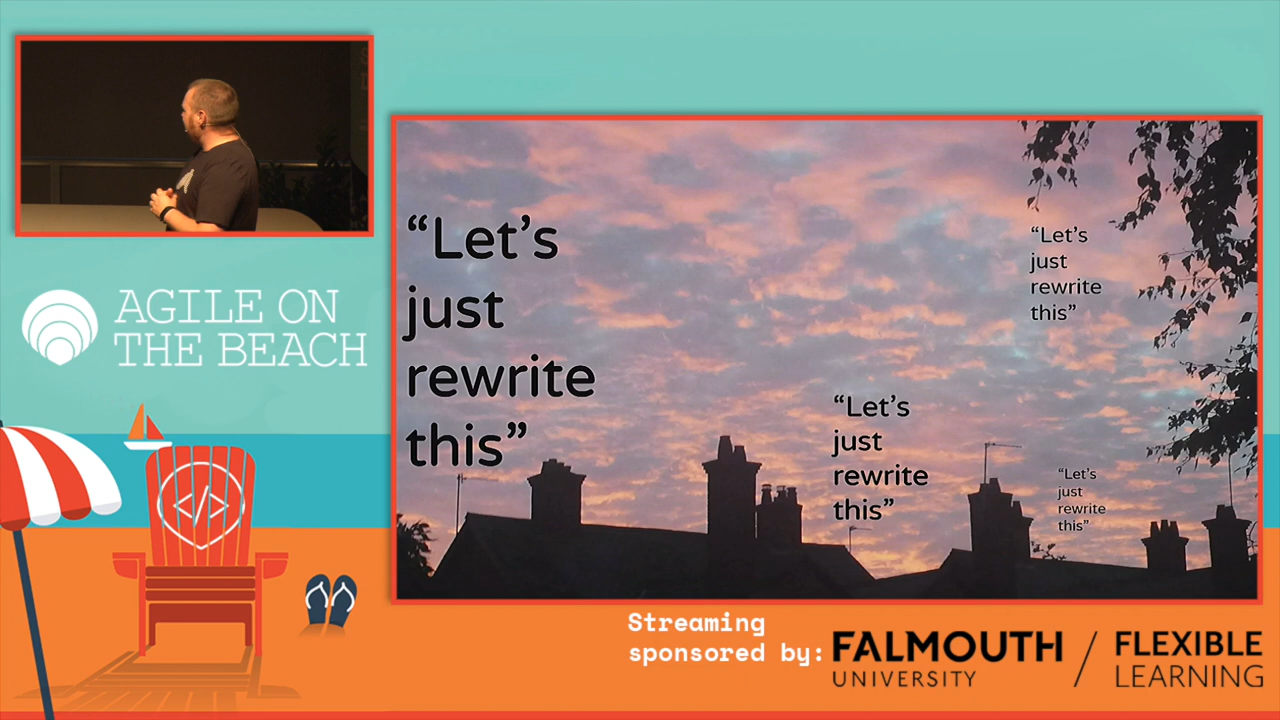 AGILE ON
THE BEACH
</>
“Let’s
just
rewrite
this”
“Let’s
just
rewrite
this”
“Let’s
just
rewrite
this”
“Let’s
just
rewrite
this”
Streaming
sponsored by:
FALMOUTH
UNIVERSITY
/
FLEXIBLE
LEARNING